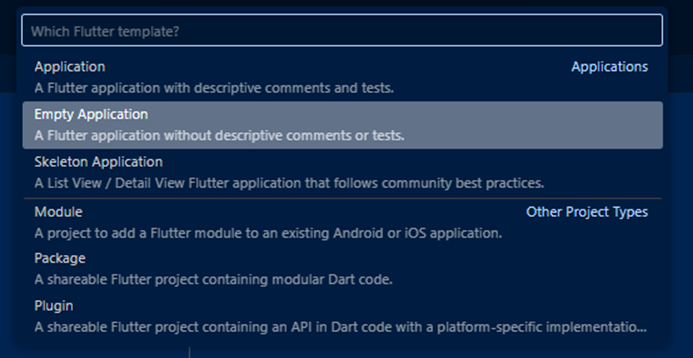 Which Flutter template?
Application Applications
A Flutter application with descriptive comments and tests.
Empty Application
A Flutter application without descriptive comments or tests.
Skeleton Application
A List View / Detail View Flutter application that follows community best practices.
Module Other Project Types
A project to add a Flutter module to an existing Android or iOS application.
Package
A shareable Flutter project containing modular Dart code.
Plugin
A shareable Flutter project containing an API in Dart code with a platform-specific implementatio...